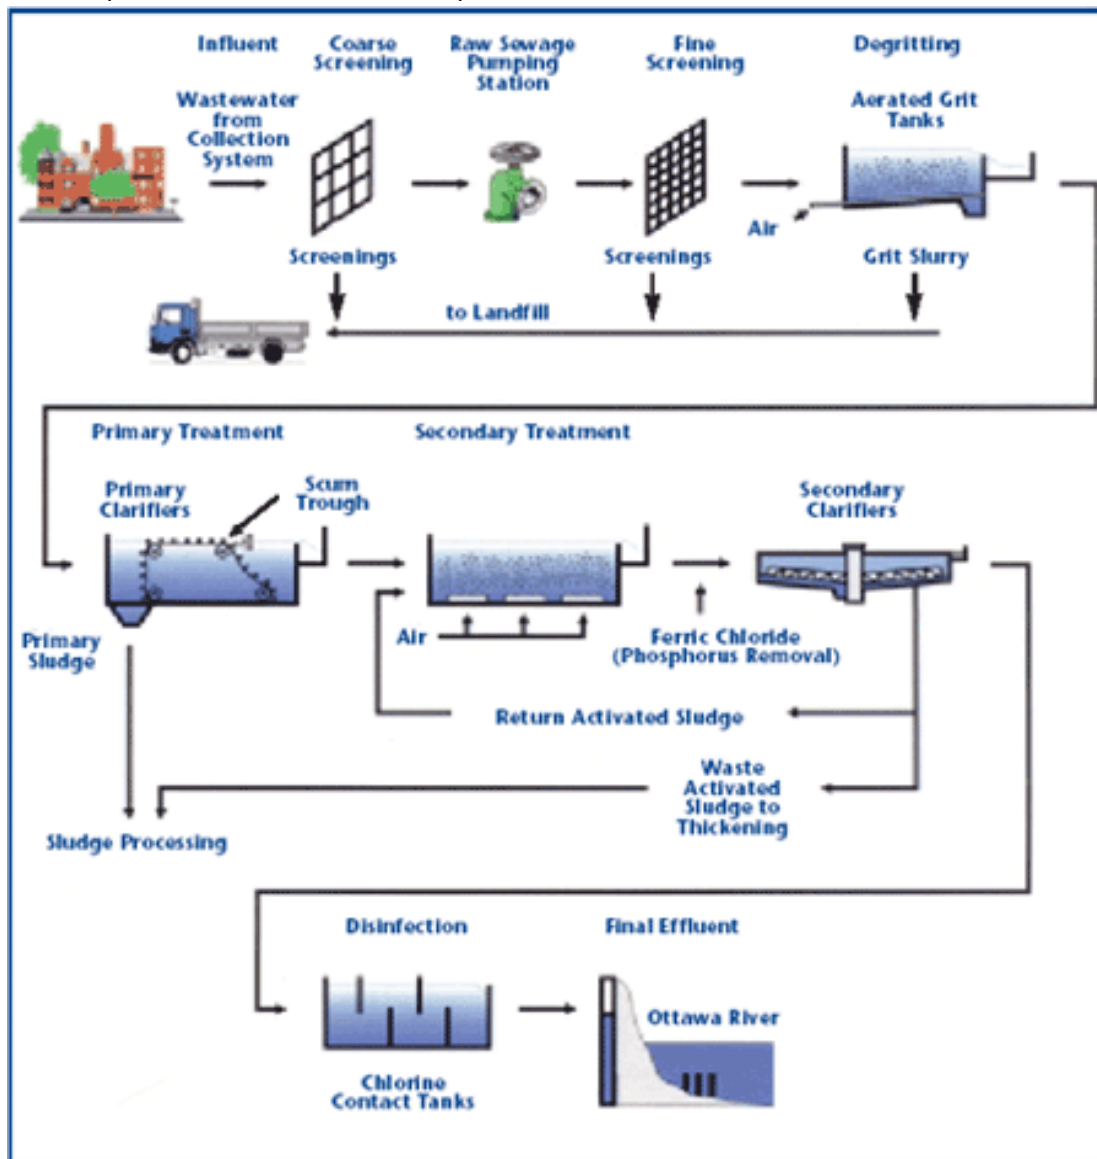 Influent
Coarse
Screening
Raw Sewage
Pumping
Station
Fine
Screening
Degritting
Wastewater
from
Collection
System
Aerated Grit
Tanks
Air
Screenings
Screenings
Grit Slurry
to Landfill
Primary Treatment
Secondary Treatment
Primary
Clarifiers
Scum
Trough
Secondary
Clarifiers
Primary
Sludge
Air
Ferric Chloride
(Phosphorus Removal)
Return Activated Sludge
Waste
Activated
Sludge to
Thickening
Sludge Processing
Disinfection
Final Effluent
Ottawa River
Chlorine
Contact Tanks